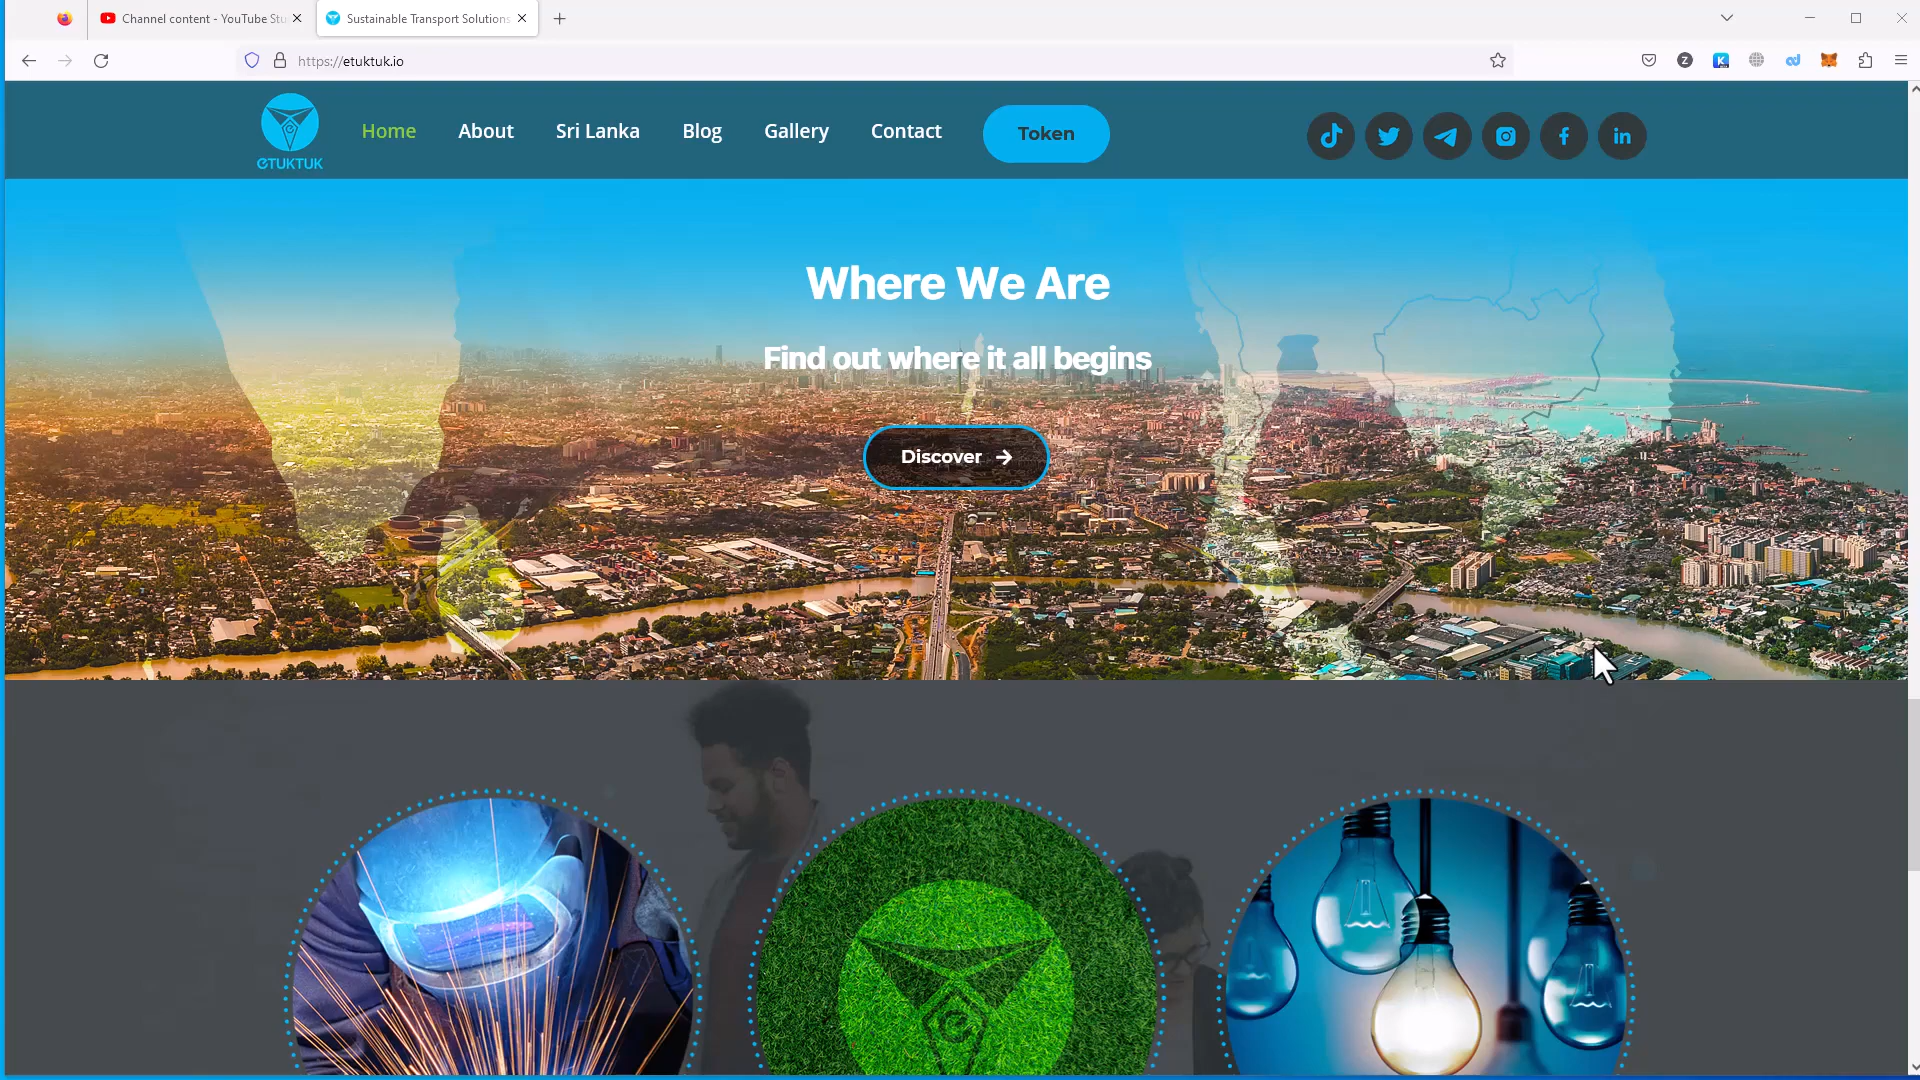 Channel content - YouTube Stu
Sustainable Transport Solutions
https://etuktuk.io
eTUKTUK
Home
About
Sri Lanka
Blog
Gallery
Contact
Token
Where We Are
Find out where it all begins
Discover